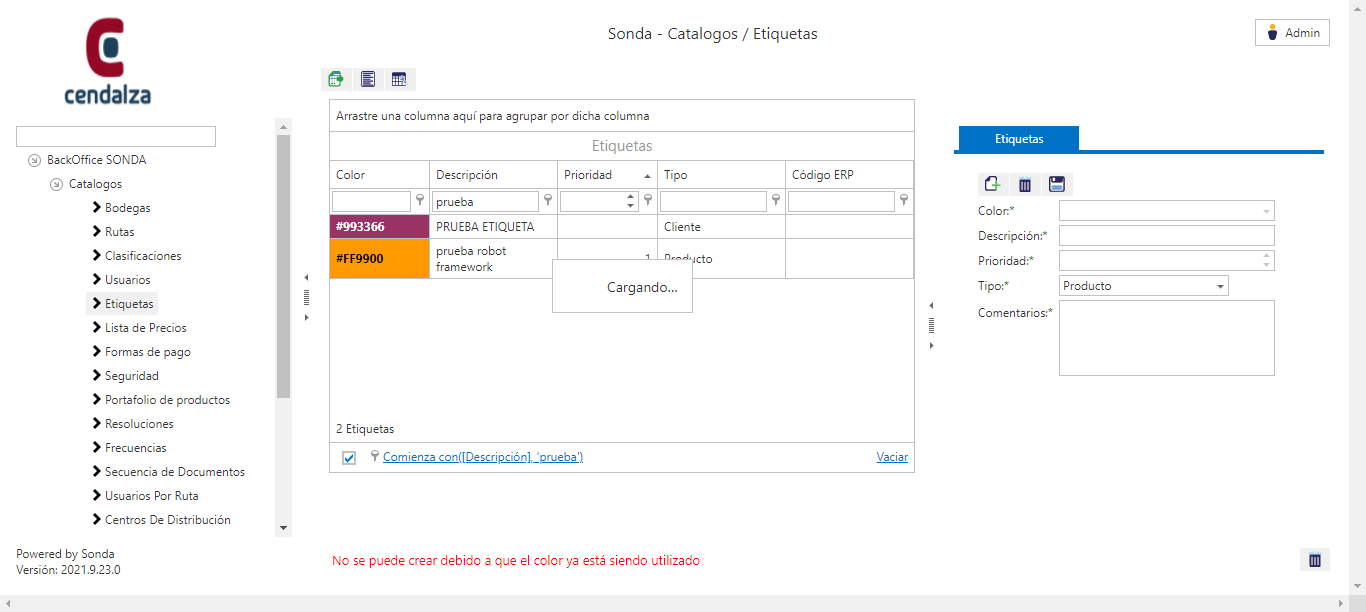 cendalza
Sonda - Catalogos / Etiquetas
Admin
BackOffice SONDA
Catalogos
Bodegas
Rutas
Clasificaciones
Usuarios
Etiquetas
Lista de Precios
Formas de pago
Seguridad
Portafolio de productos
Resoluciones
Frecuencias
Secuencia de Documentos
Usuarios Por Ruta
Centros De Distribución
Powered by Sonda
Versión: 2021.9.23.0
Arrastre una columna aquí para agrupar por dicha columna
Etiquetas
Color Descripción Prioridad Tipo Código ERP
prueba
#993366 PRUEBA ETIQUETA Cliente
#FF9900 prueba robot framework 1 Producto
Cargando...
2 Etiquetas
Comienza con([Descripción], 'prueba') Vaciar
No se puede crear debido a que el color ya está siendo utilizado
Etiquetas
Color:*
Descripción:*
Prioridad:*
Tipo:* Producto
Comentarios:*